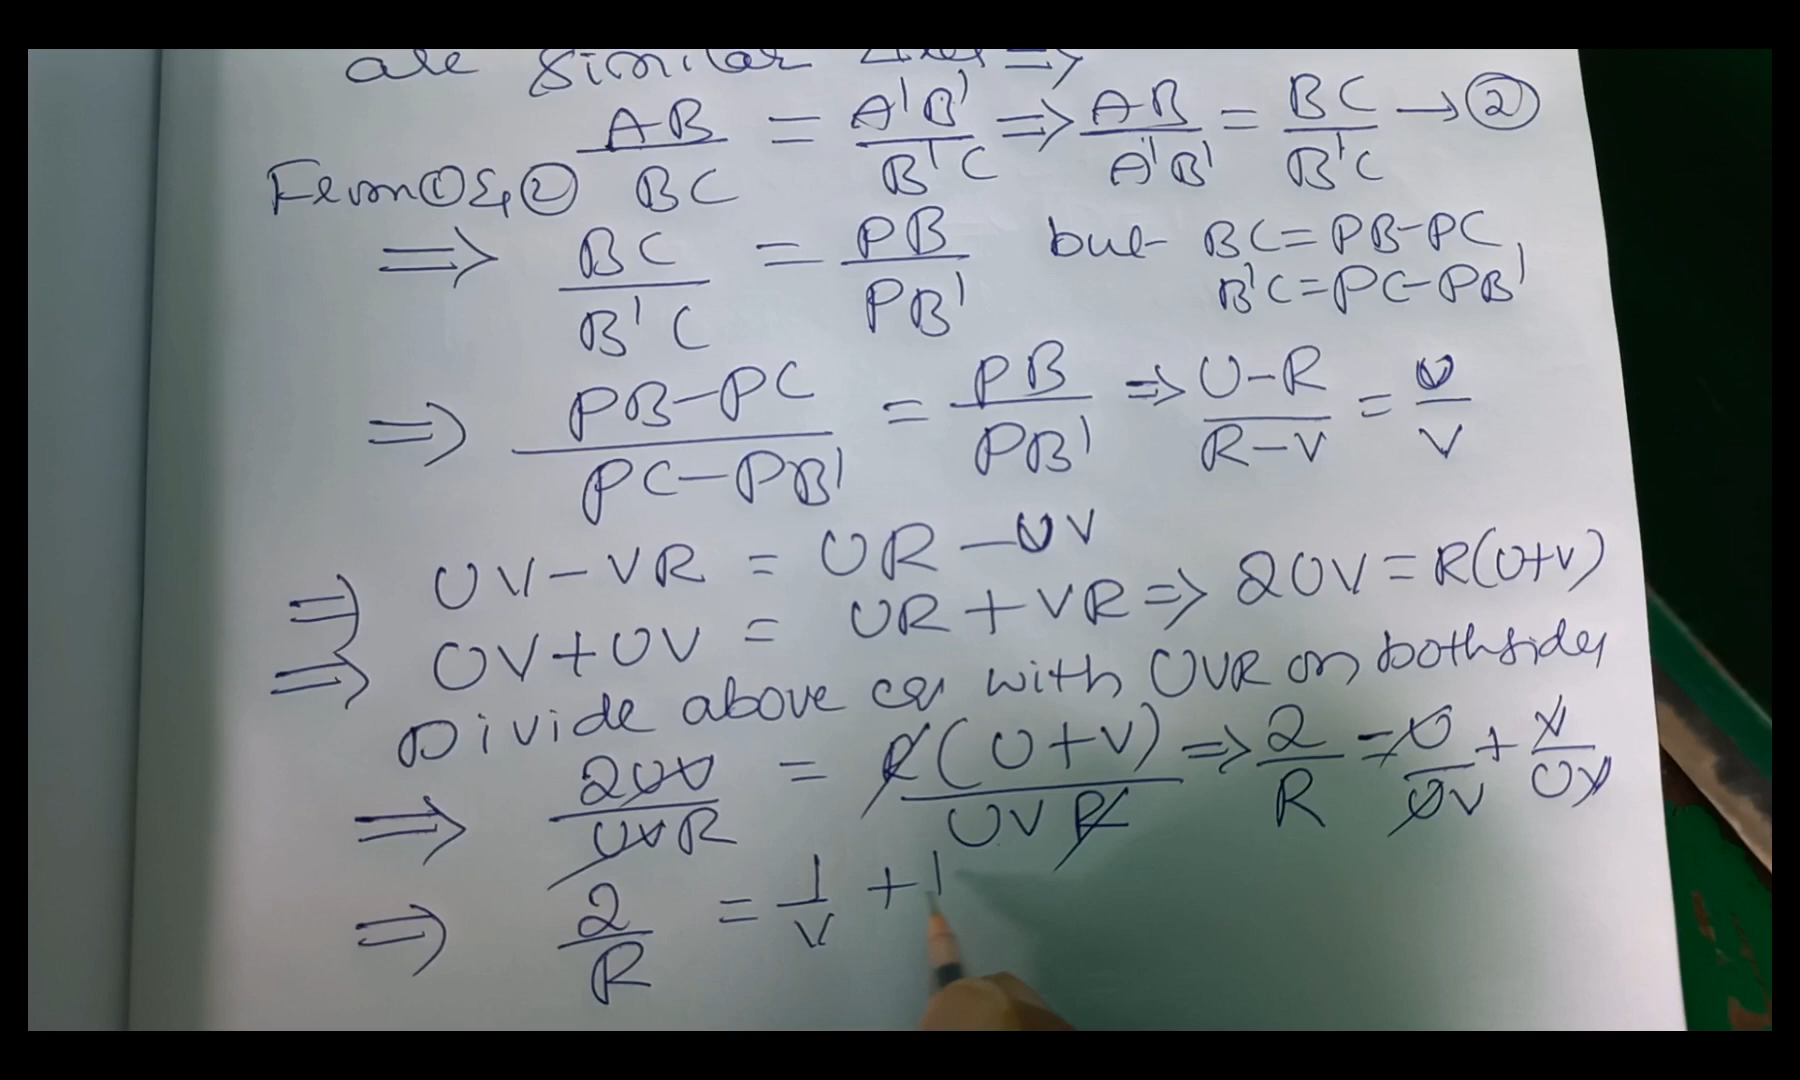 are similar
AB/BC = A'B'/B'C ⇒ AB/A'B' = BC/B'C → ②
From ① & ②
⇒ BC/B'C = PB/PB' but BC = PB-PC,
B'C = PC-PB'
⇒ PB-PC/PC-PB' = PB/PB' ⇒ U-R/R-V = U/V
⇒ UV-VR = UR-UV
⇒ UV+UV = UR+VR ⇒ 2UV = R(U+V)
Divide above eq with UVR on bothsides
⇒ 2UV/UVR = R(U+V)/UVR ⇒ 2/R = U/UV + V/UV
⇒ 2/R = 1/V + 1